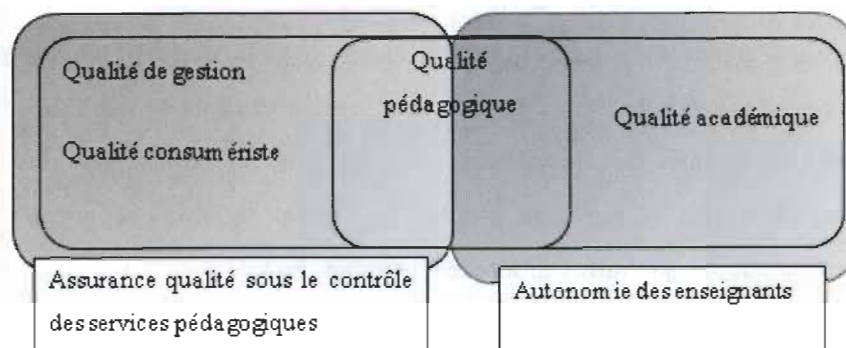 Qualité de gestion
Qualité consumériste
Qualité
pédagogique
Qualité académique
Assurance qualité sous le contrôle
des services pédagogiques
Autonomie des enseignants